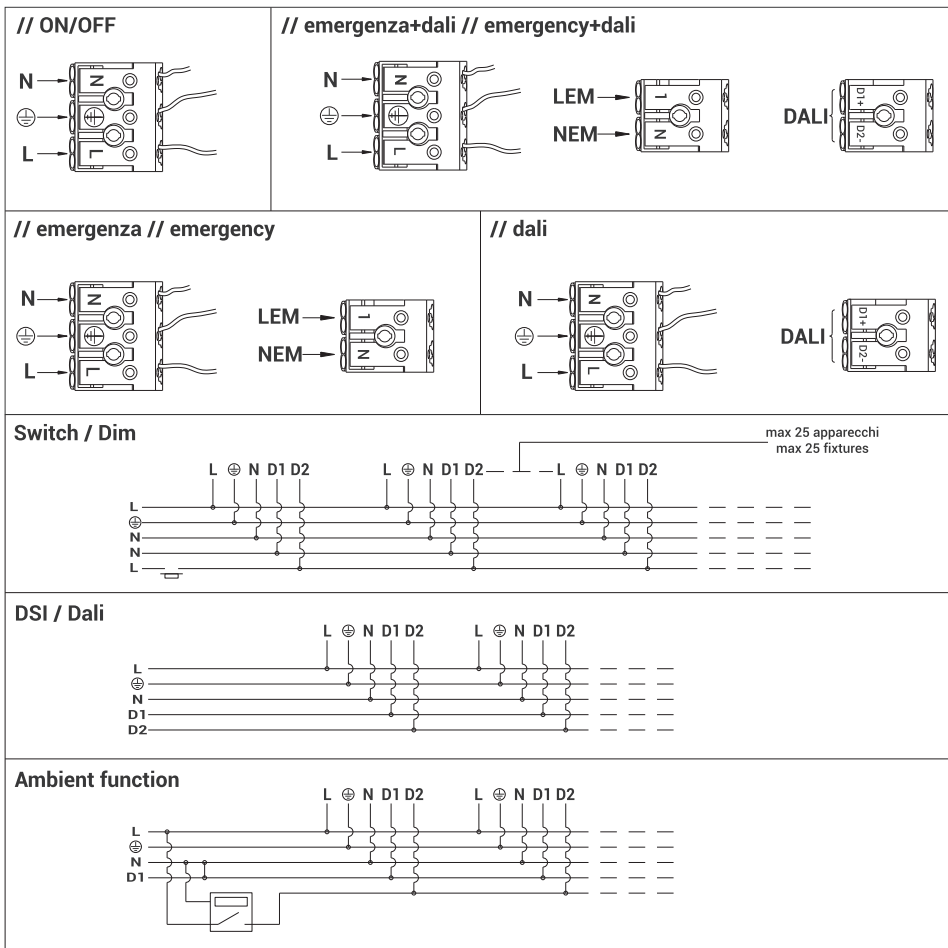 // ON/OFF
N
L
N
L
// emergenza+dali // emergency+dali
N
L
N
L
LEM
NEM
1
N
DALI
D1+
D2-
// emergenza // emergency
N
L
N
L
LEM
NEM
1
N
// dali
N
L
N
L
DALI
D1+
D2-
Switch / Dim
max 25 apparecchi
max 25 fixtures
L N D1 D2 L N D1 D2 L N D1 D2
L
N
N
L
DSI / Dali
L N D1 D2 L N D1 D2
L
N
D1
D2
Ambient function
L N D1 D2 L N D1 D2
L
N
D1